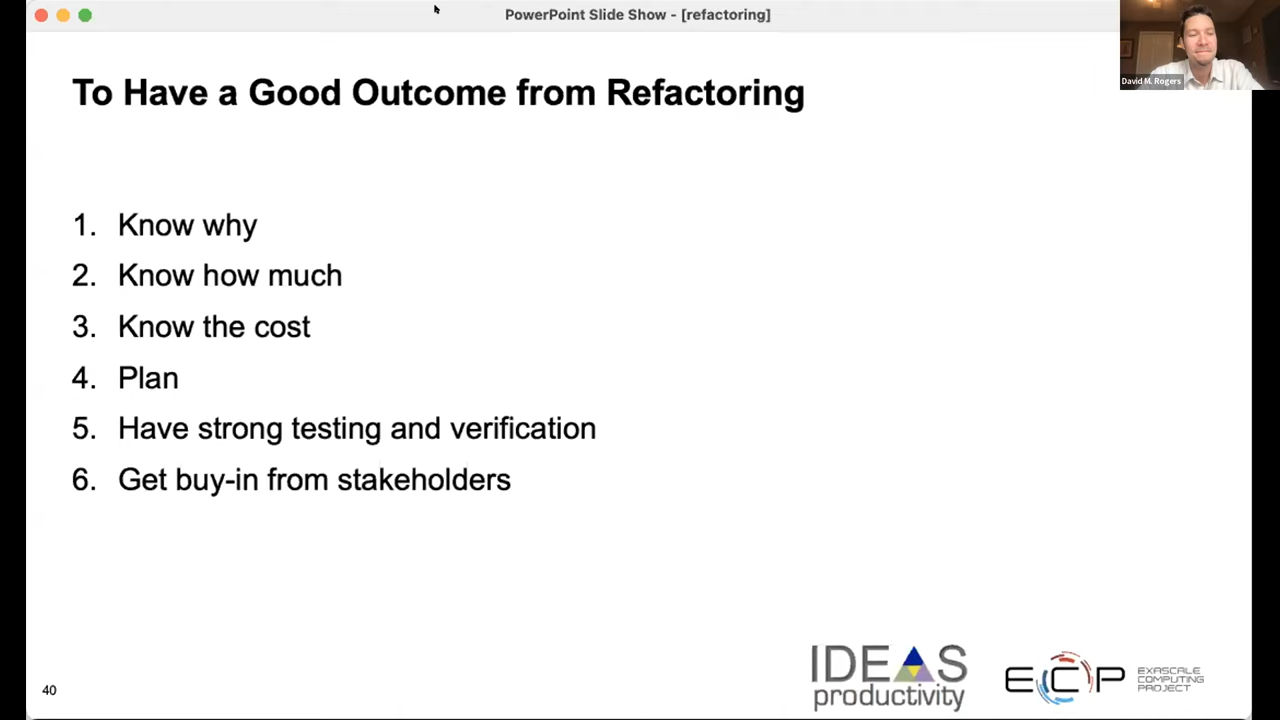 PowerPoint Slide Show - [refactoring]
David M. Rogers
To Have a Good Outcome from Refactoring
1. Know why
2. Know how much
3. Know the cost
4. Plan
5. Have strong testing and verification
6. Get buy-in from stakeholders
40
IDEAS
productivity
ECP
EXASCALE
COMPUTING
PROJECT